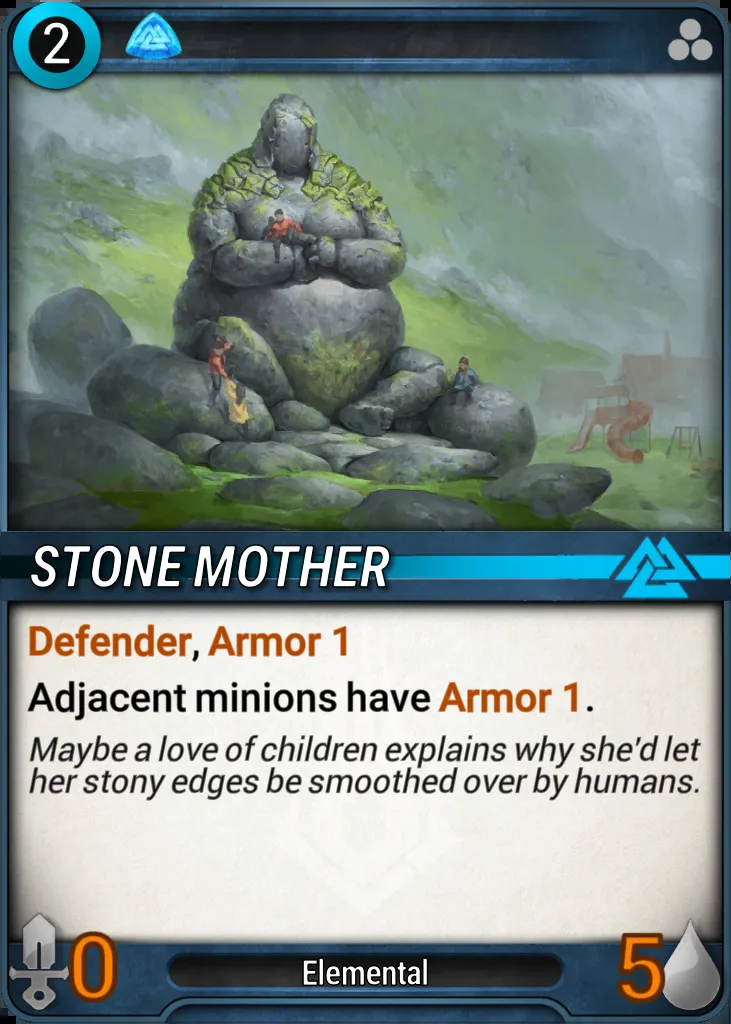 2
STONE MOTHER
Defender, Armor 1
Adjacent minions have Armor 1.
Maybe a love of children explains why she'd let
her stony edges be smoothed over by humans.
0
Elemental
5